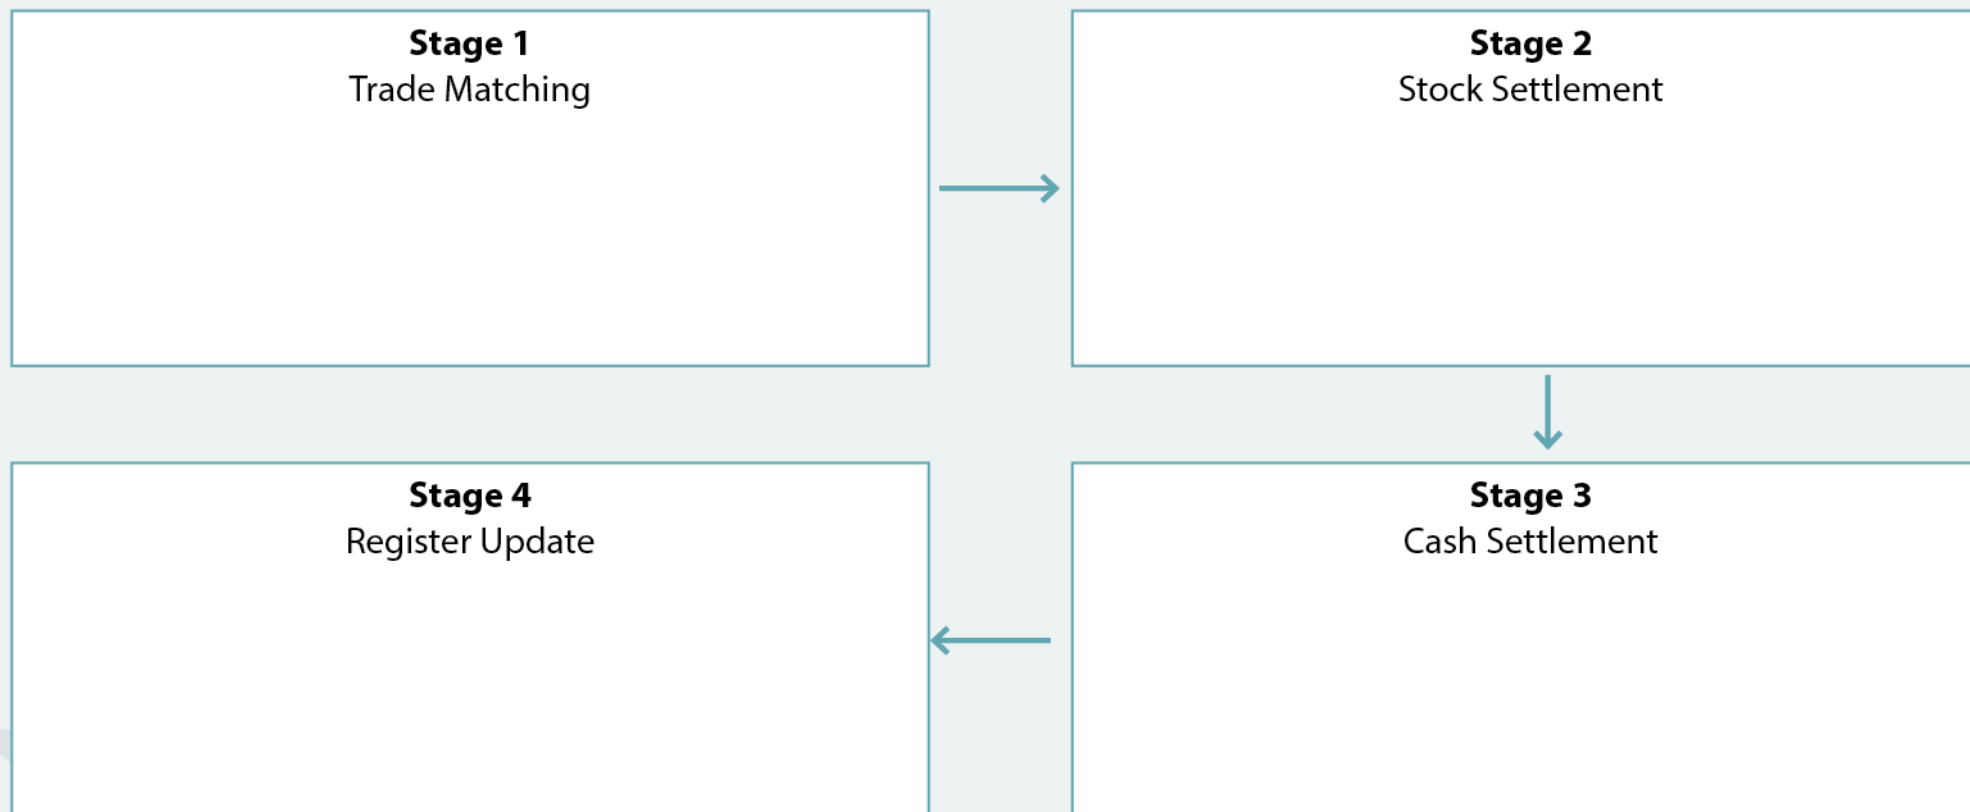 Stage 1
Trade Matching
Stage 2
Stock Settlement
Stage 3
Cash Settlement
Stage 4
Register Update